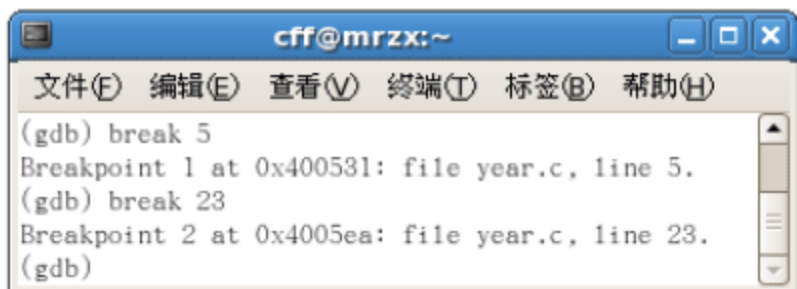 cff@mrzx:~
文件(F) 编辑(E) 查看(V) 终端(T) 标签(B) 帮助(H)
(gdb) break 5
Breakpoint 1 at 0x400531: file year.c, line 5.
(gdb) break 23
Breakpoint 2 at 0x4005ea: file year.c, line 23.
(gdb)